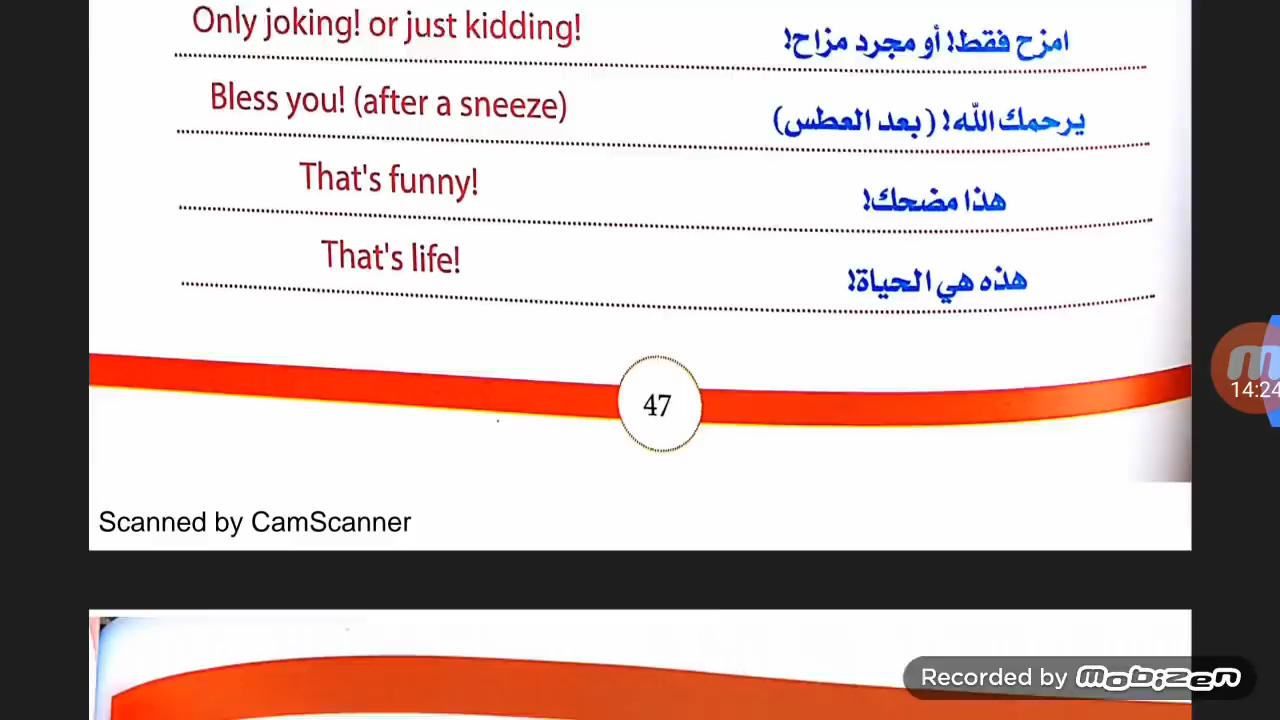 Only joking! or just kidding! امزح فقط! أو مجرد مزاح!
Bless you! (after a sneeze) يرحمك الله! (بعد العطس)
That's funny! هذا مضحك!
That's life! هذه هي الحياة!
47
14:24
Scanned by CamScanner
Recorded by Mobizen